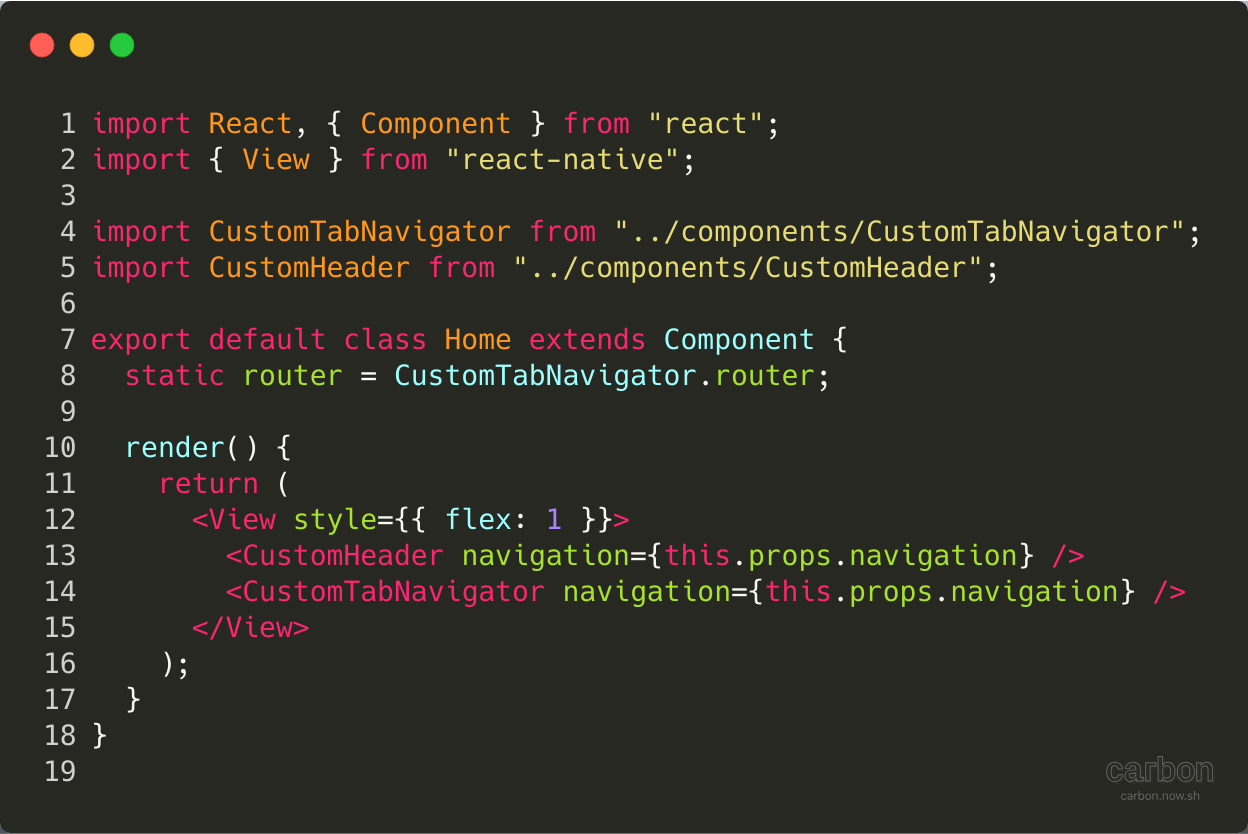 1 import React, { Component } from "react";
2 import { View } from "react-native";
3
4 import CustomTabNavigator from "../components/CustomTabNavigator";
5 import CustomHeader from "../components/CustomHeader";
6
7 export default class Home extends Component {
8   static router = CustomTabNavigator.router;
9
10   render() {
11     return (
12       <View style={{ flex: 1 }}>
13         <CustomHeader navigation={this.props.navigation} />
14         <CustomTabNavigator navigation={this.props.navigation} />
15       </View>
16     );
17   }
18 }
19
carbon
carbon.now.sh